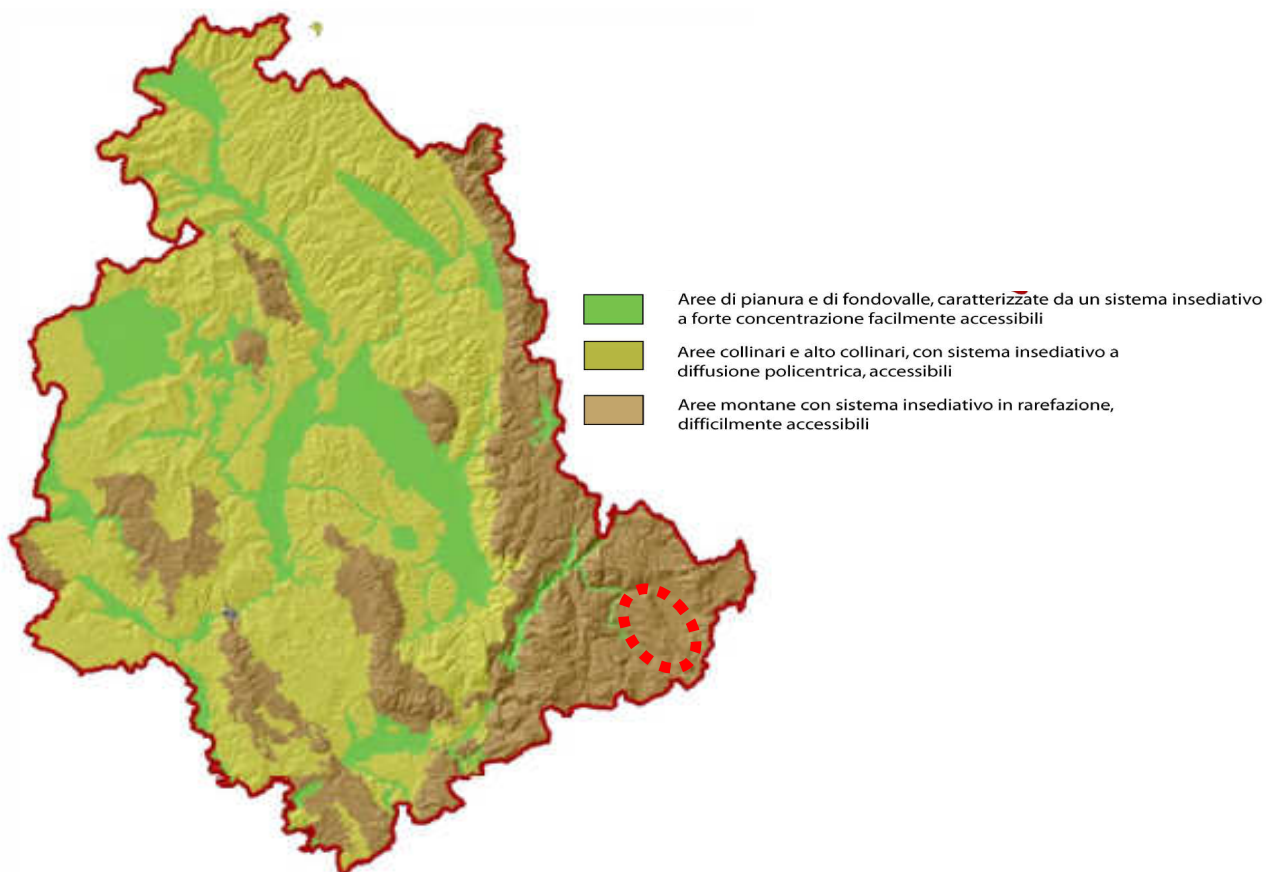 Aree di pianura e di fondovalle, caratterizzate da un sistema insediativo
a forte concentrazione facilmente accessibili
Aree collinari e alto collinari, con sistema insediativo a
diffusione policentrica, accessibili
Aree montane con sistema insediativo in rarefazione,
difficilmente accessibili